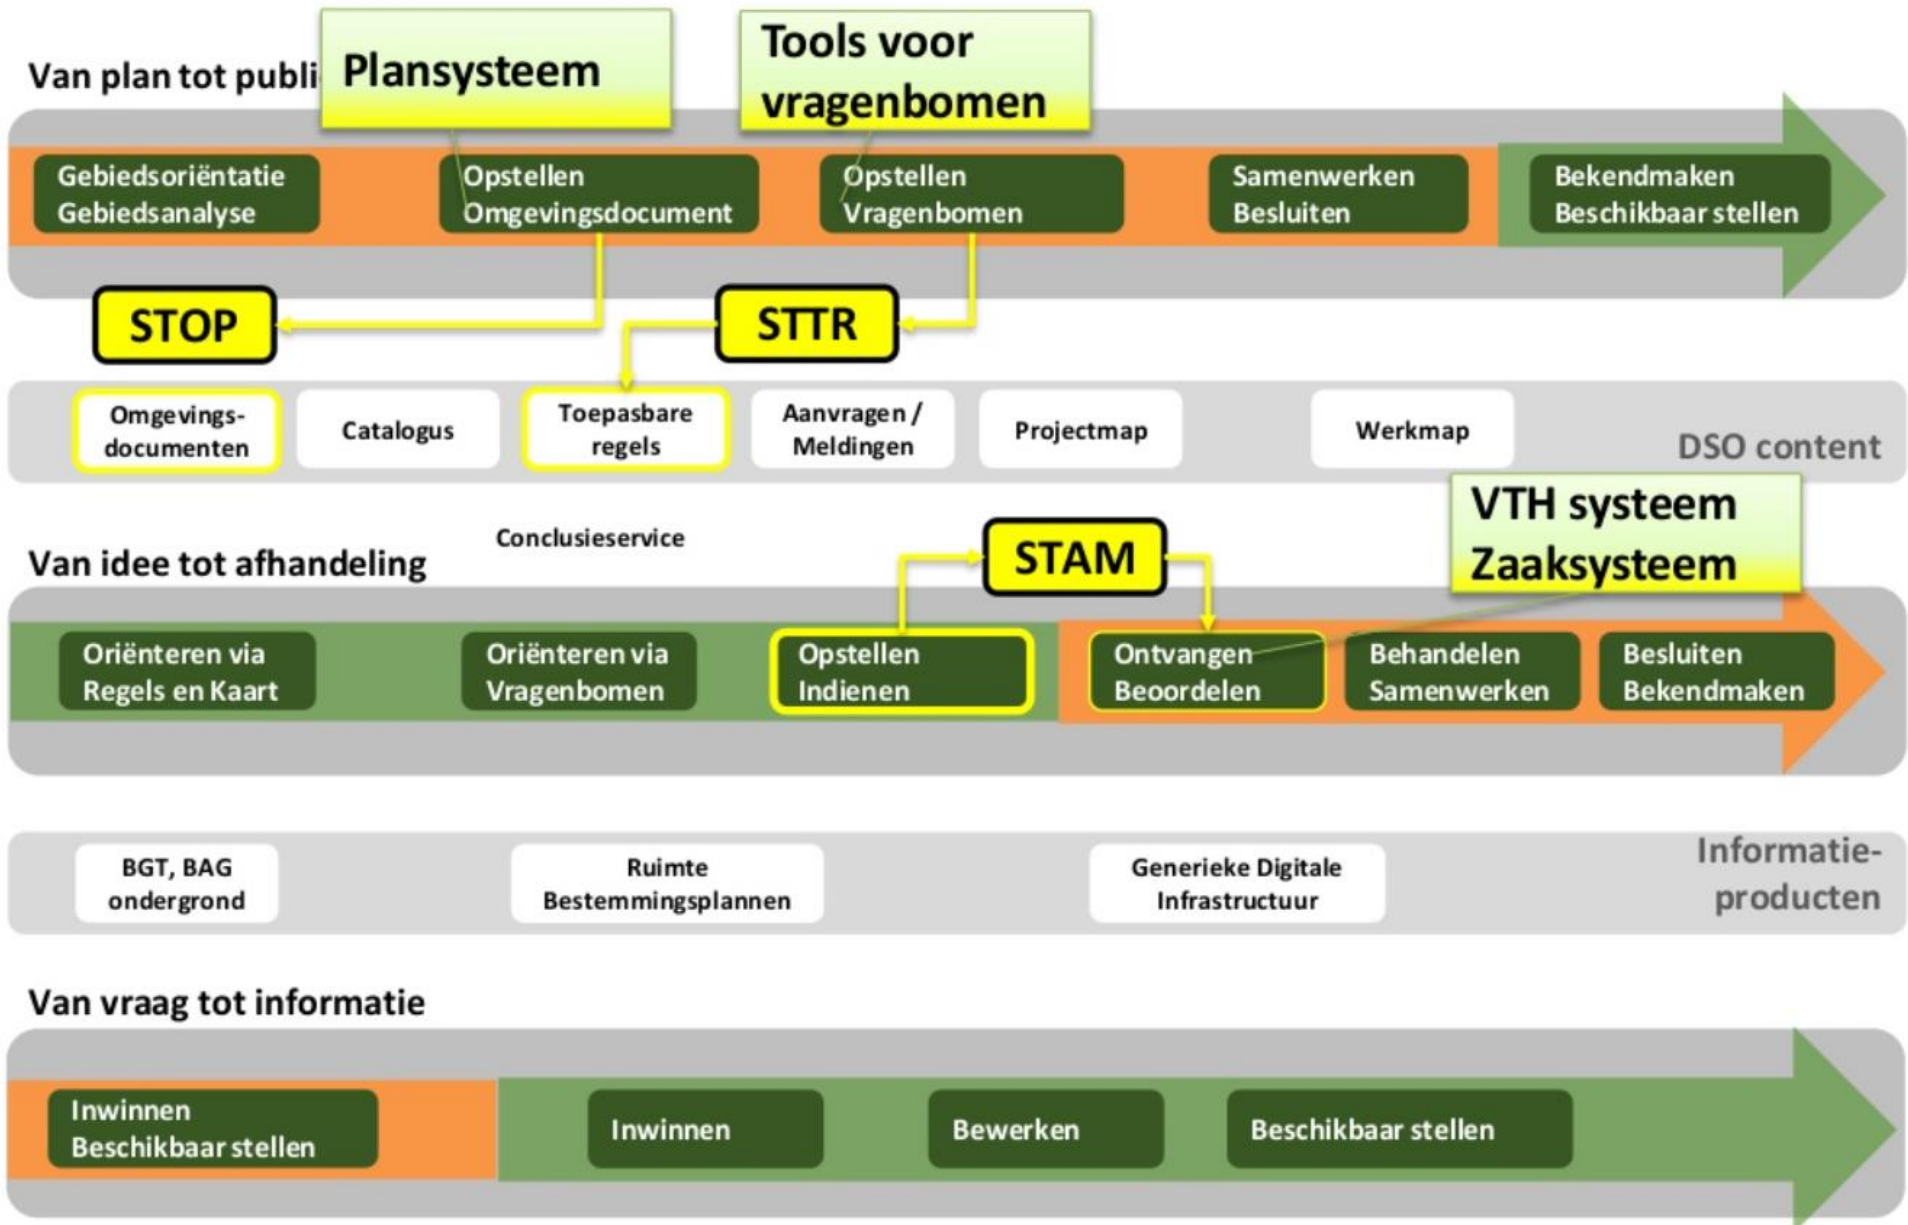 Van plan tot publi
Plansysteem
Tools voor
vragenbomen
Gebiedsoriëntatie
Gebiedsanalyse
Opstellen
Omgevingsdocument
Opstellen
Vragenbomen
Samenwerken
Besluiten
Bekendmaken
Beschikbaar stellen
STOP
STTR
Omgevings-
documenten
Catalogus
Toepasbare
regels
Aanvragen /
Meldingen
Projectmap
Werkmap
DSO content
VTH systeem
Zaaksysteem
Conclusieservice
STAM
Van idee tot afhandeling
Oriënteren via
Regels en Kaart
Oriënteren via
Vragenbomen
Opstellen
Indienen
Ontvangen
Beoordelen
Behandelen
Samenwerken
Besluiten
Bekendmaken
BGT, BAG
ondergrond
Ruimte
Bestemmingsplannen
Generieke Digitale
Infrastructuur
Informatie-
producten
Van vraag tot informatie
Inwinnen
Beschikbaar stellen
Inwinnen
Bewerken
Beschikbaar stellen